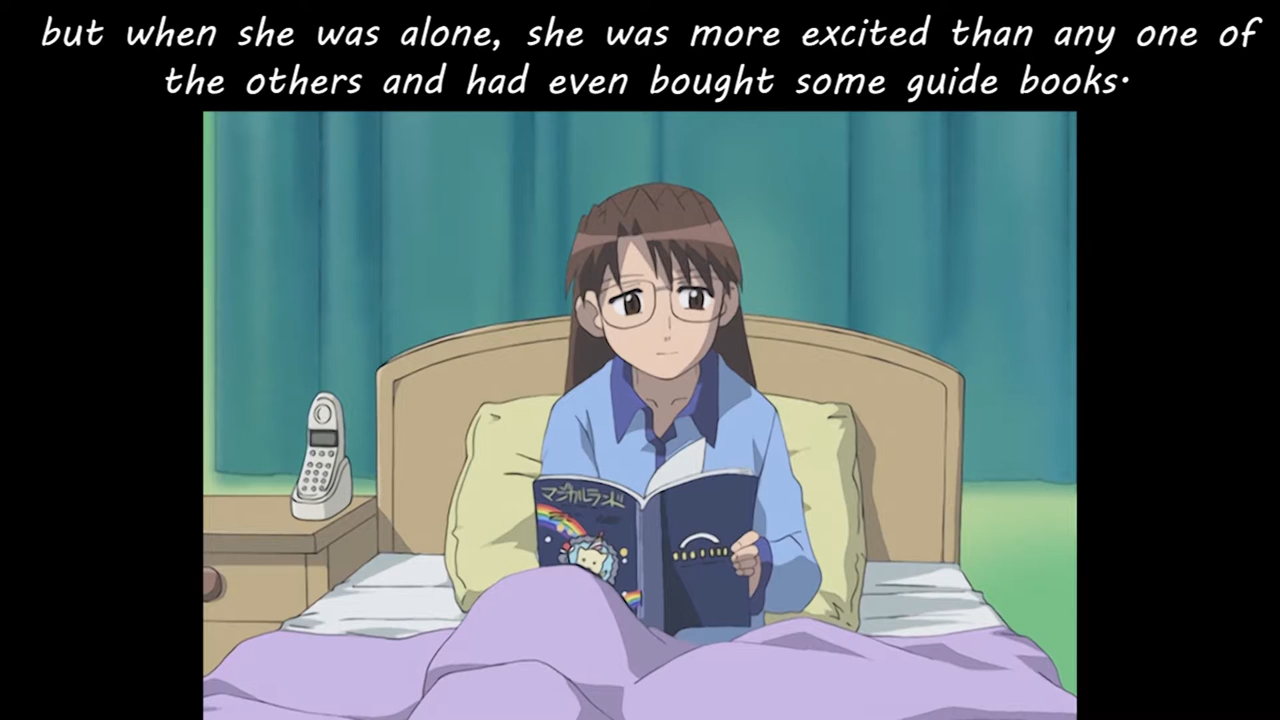 but when she was alone, she was more excited than any one of
the others and had even bought some guide books.
マジカルランド